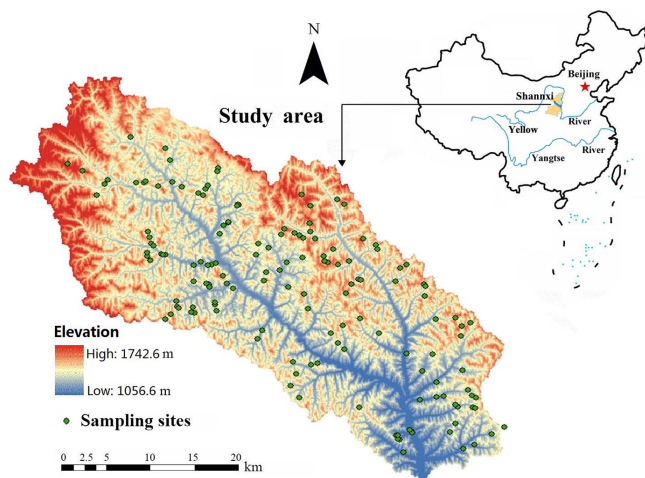 N
Study area
Beijing
Shannxi
Yellow
River
Yangtse
River
Elevation
High: 1742.6 m
Low: 1056.6 m
Sampling sites
0 2.5 5 10 15 20
km